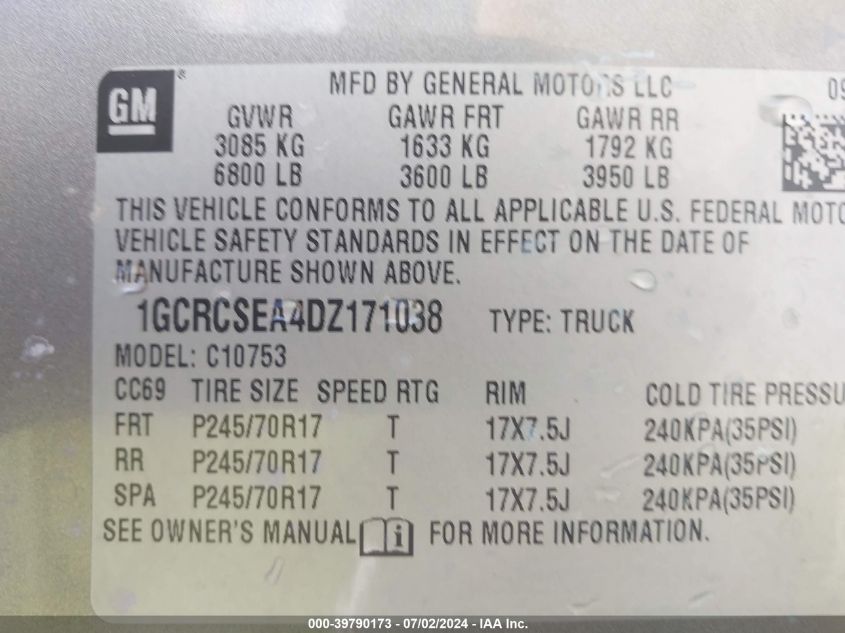 GM ®
MFD BY GENERAL MOTORS LLC 09
GVWR GAWR FRT GAWR RR
3085 KG 1633 KG 1792 KG
6800 LB 3600 LB 3950 LB
THIS VEHICLE CONFORMS TO ALL APPLICABLE U.S. FEDERAL MOTO
VEHICLE SAFETY STANDARDS IN EFFECT ON THE DATE OF
MANUFACTURE SHOWN ABOVE.
1GCRCSEA4DZ171038 TYPE: TRUCK
MODEL: C10753
CC69 TIRE SIZE SPEED RTG RIM COLD TIRE PRESSU
FRT P245/70R17 T 17X7.5J 240KPA(35PSI)
RR P245/70R17 T 17X7.5J 240KPA(35PSI)
SPA P245/70R17 T 17X7.5J 240KPA(35PSI)
SEE OWNER'S MANUAL i FOR MORE INFORMATION.
000-39790173 - 07/02/2024 - IAA Inc.